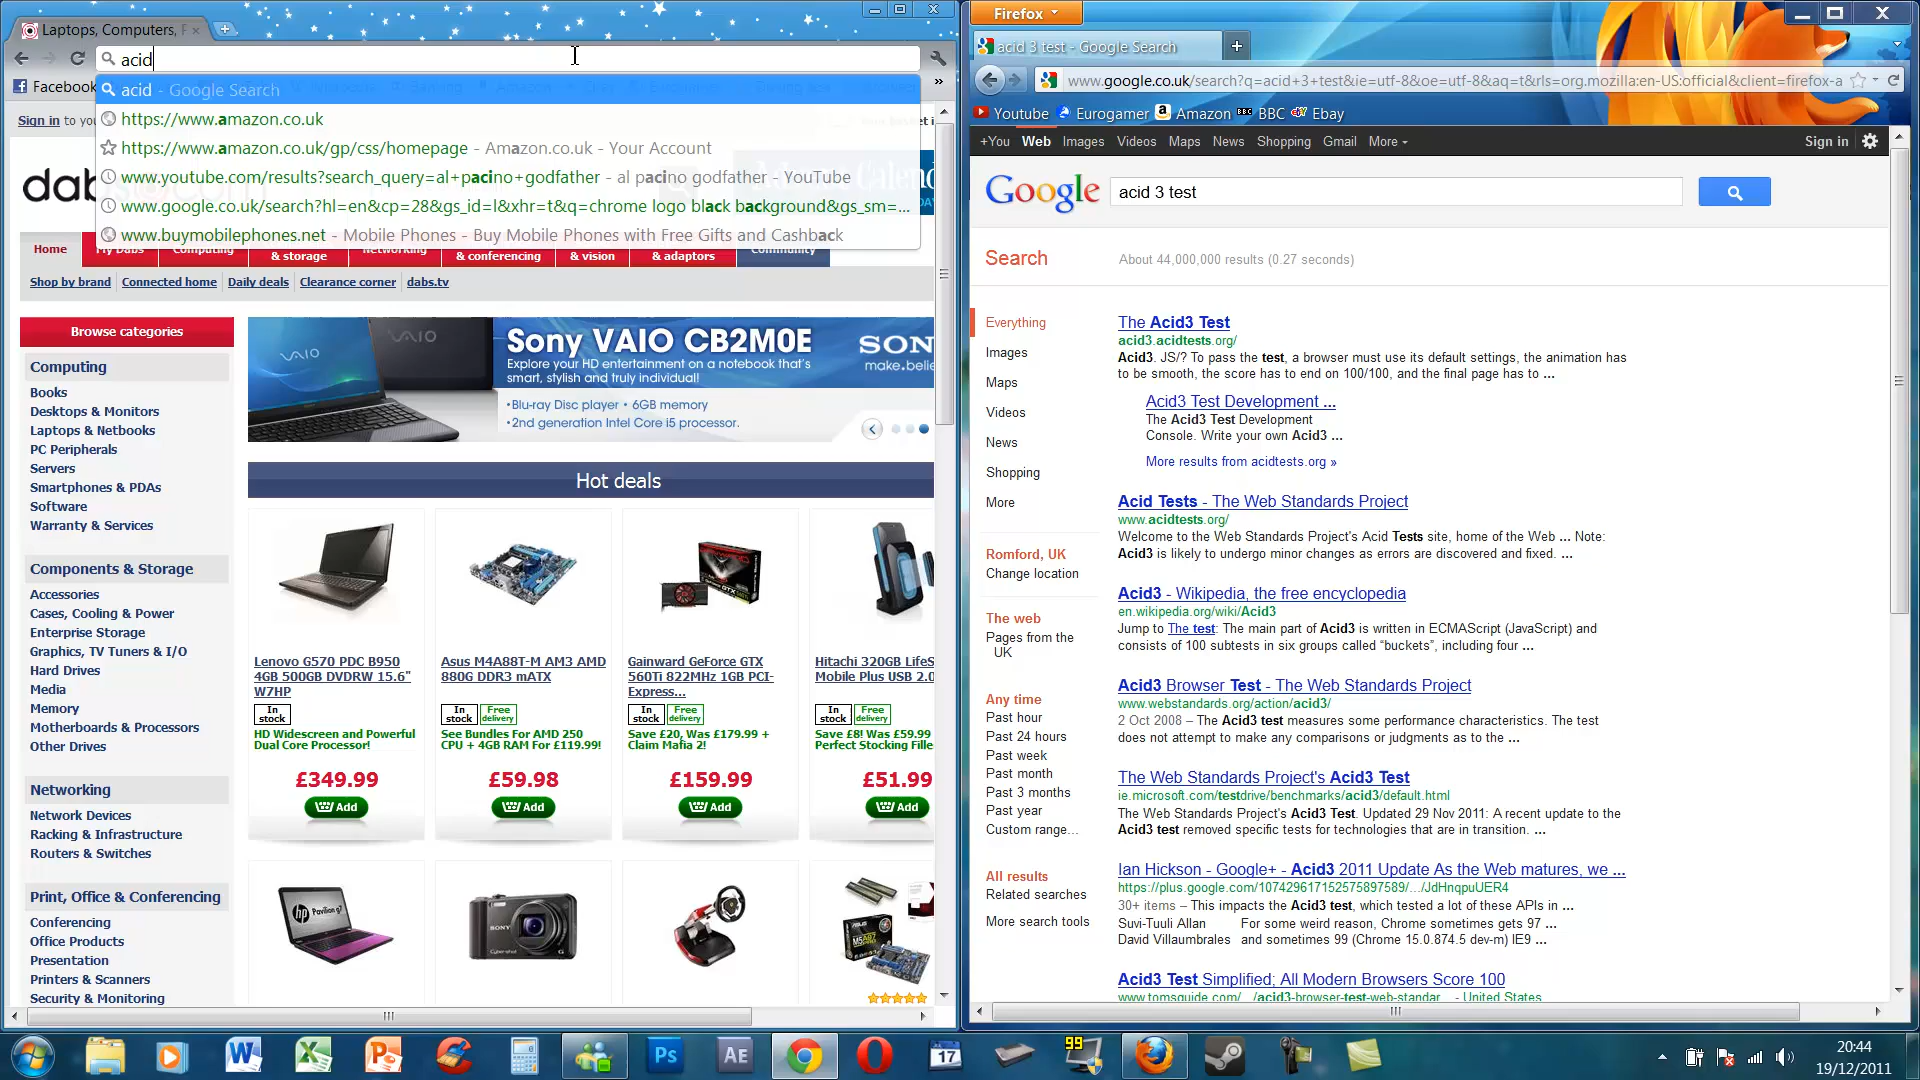 Laptops, Computers, F
acid
Facebook
acid - Google Search
https://www.amazon.co.uk
https://www.amazon.co.uk/gp/css/homepage - Amazon.co.uk - Your Account
www.youtube.com/results?search_query=al+pacino+godfather - al pacino godfather - YouTube
www.google.co.uk/search?hl=en&cp=28&gs_id=l&xhr=t&q=chrome logo black background&gs_sm=...
www.buymobilephones.net - Mobile Phones - Buy Mobile Phones with Free Gifts and Cashback
Sign in to yo
dabs
Home
My Dabs
Computing
& storage
Networking
& conferencing
& vision
& adaptors
Community
Shop by brand Connected home Daily deals Clearance corner dabs.tv
Browse categories
Computing
Books
Desktops & Monitors
Laptops & Netbooks
PC Peripherals
Servers
Smartphones & PDAs
Software
Warranty & Services
Components & Storage
Accessories
Cases, Cooling & Power
Enterprise Storage
Graphics, TV Tuners & I/O
Hard Drives
Media
Memory
Motherboards & Processors
Other Drives
Networking
Network Devices
Racking & Infrastructure
Routers & Switches
Print, Office & Conferencing
Conferencing
Office Products
Presentation
Printers & Scanners
Security & Monitoring
VAIO
VAIO
Sony VAIO CB2M0E
Explore your HD entertainment on a notebook that's
smart, stylish and truly individual!
•Blu-ray Disc player • 6GB memory
•2nd generation Intel Core i5 processor.
SON
make.belie
Hot deals
Lenovo G570 PDC B950
4GB 500GB DVDRW 15.6"
W7HP
In stock
HD Widescreen and Powerful
Dual Core Processor!
£349.99
Add
Asus M4A88T-M AM3 AMD
880G DDR3 mATX
In stock
Free delivery
See Bundles For AMD 250
CPU + 4GB RAM For £119.99!
£59.98
Add
Gainward GeForce GTX
560Ti 822MHz 1GB PCI-
Express...
In stock
Free delivery
Save £20, Was £179.99 +
Claim Mafia 2!
£159.99
Add
Hitachi 320GB LifeS
Mobile Plus USB 2.0
In stock
Free delivery
Save £8! Was £59.99
Perfect Stocking Fille
£51.99
Add
Firefox
acid 3 test - Google Search
www.google.co.uk/search?q=acid+3+test&ie=utf-8&oe=utf-8&aq=t&rls=org.mozilla:en-US:official&client=firefox-a
Youtube Eurogamer Amazon BBC Ebay
+You Web Images Videos Maps News Shopping Gmail More
Sign in
Google
acid 3 test
Search
About 44,000,000 results (0.27 seconds)
Everything
Images
Maps
Videos
News
Shopping
More
Romford, UK
Change location
The web
Pages from the
UK
Any time
Past hour
Past 24 hours
Past week
Past month
Past 3 months
Past year
Custom range...
All results
Related searches
More search tools
The Acid3 Test
acid3.acidtests.org/
Acid3. JS/? To pass the test, a browser must use its default settings, the animation has
to be smooth, the score has to end on 100/100, and the final page has to ...
Acid3 Test Development ...
The Acid3 Test Development
Console. Write your own Acid3 ...
More results from acidtests.org »
Acid Tests - The Web Standards Project
www.acidtests.org/
Welcome to the Web Standards Project's Acid Tests site, home of the Web ... Note:
Acid3 is likely to undergo minor changes as errors are discovered and fixed. ...
Acid3 - Wikipedia, the free encyclopedia
en.wikipedia.org/wiki/Acid3
Jump to The test: The main part of Acid3 is written in ECMAScript (JavaScript) and
consists of 100 subtests in six groups called "buckets", including four ...
Acid3 Browser Test - The Web Standards Project
www.webstandards.org/action/acid3/
2 Oct 2008 – The Acid3 test measures some performance characteristics. The test
does not attempt to make any comparisons or judgments as to the ...
The Web Standards Project's Acid3 Test
ie.microsoft.com/testdrive/benchmarks/acid3/default.html
The Web Standards Project's Acid3 Test. Updated 29 Nov 2011: A recent update to the
Acid3 test removed specific tests for technologies that are in transition. ...
Ian Hickson - Google+ - Acid3 2011 Update As the Web matures, we ...
https://plus.google.com/107429617152575897589/.../JdHnqpuUER4
30+ items – This impacts the Acid3 test, which tested a lot of these APIs in ...
Suvi-Tuuli Allan For some weird reason, Chrome sometimes gets 97 ...
David Villaumbrales and sometimes 99 (Chrome 15.0.874.5 dev-m) IE9 ...
Acid3 Test Simplified; All Modern Browsers Score 100
www.tomsguide.com/.../acid3-browser-test-web-standar... - United States
Ps
AE
17
99
20:44
19/12/2011